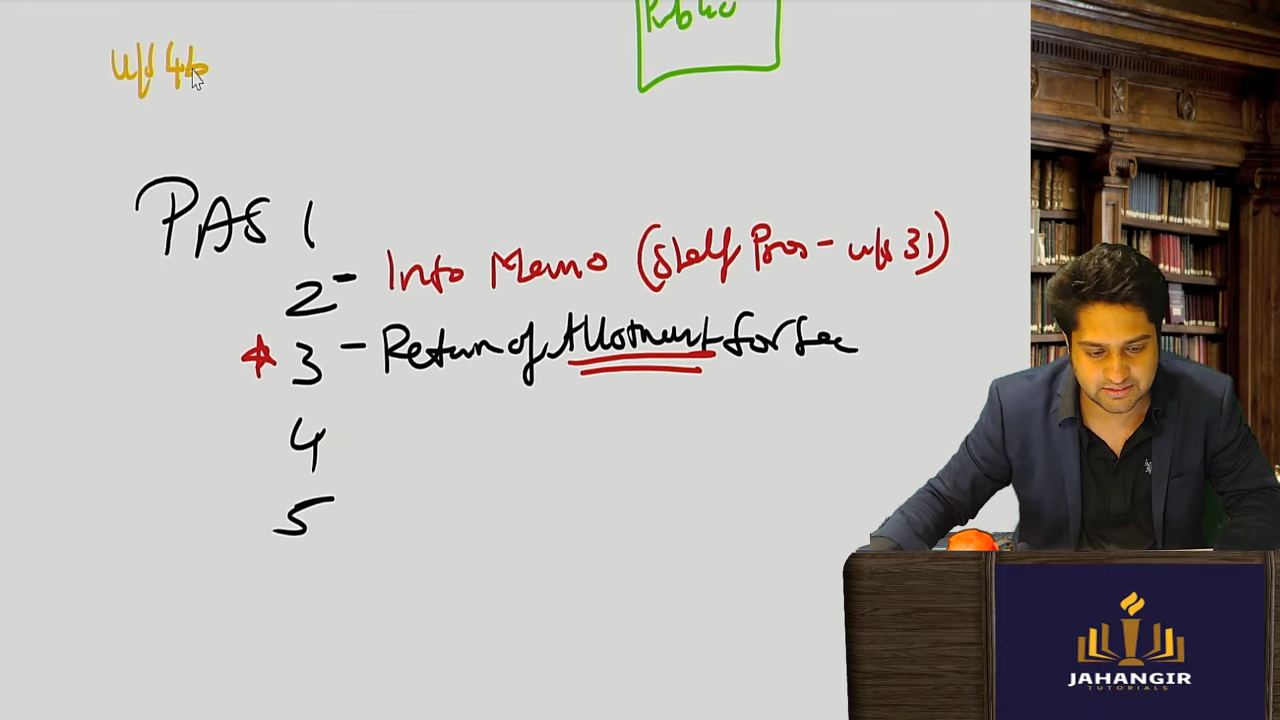 Public
u/s 46
PAS 1
2 - Info Memo (Shelf Pros - u/s 31)
3 - Return of Allotment for Sec
4
5
JAHANGIR
TUTORIALS